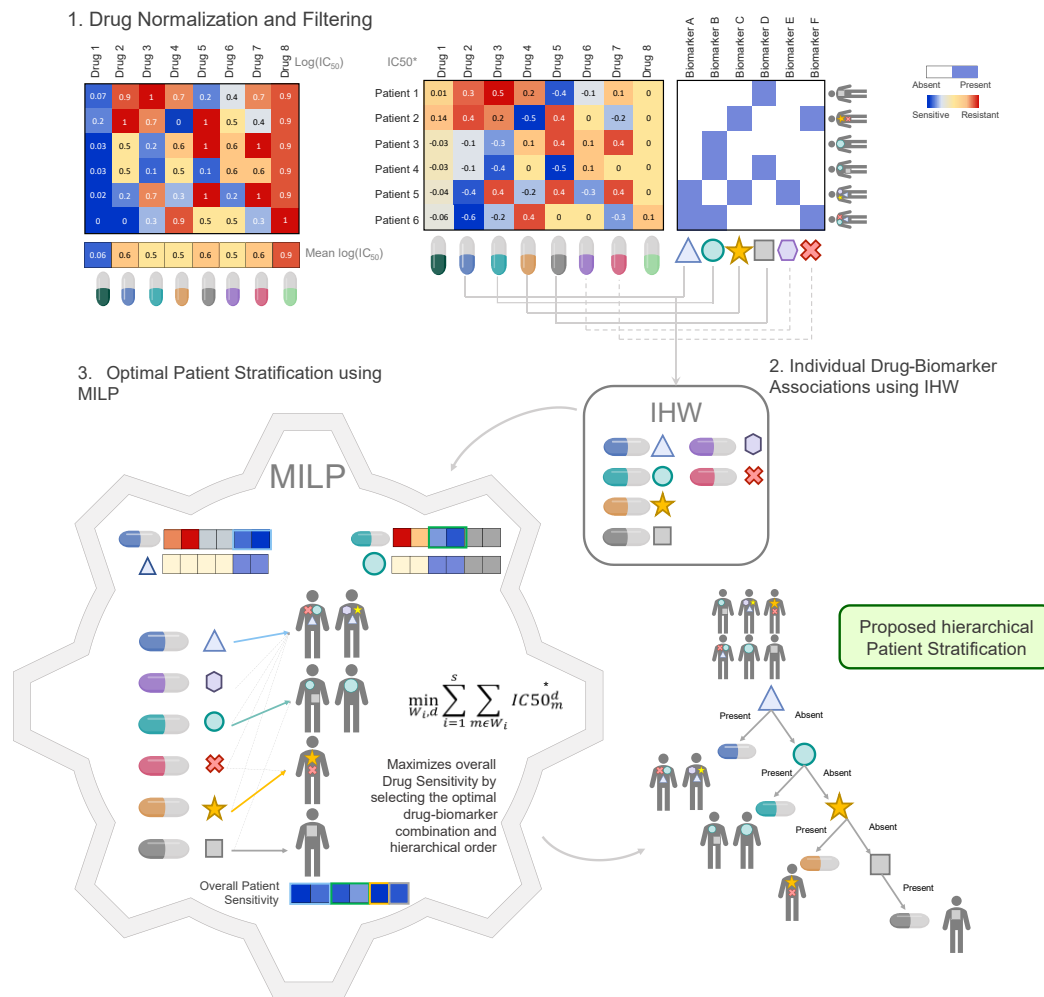 1. Drug Normalization and Filtering
Drug 1 Drug 2 Drug 3 Drug 4 Drug 5 Drug 6 Drug 7 Drug 8
Log(IC50)
0.07 0.9 1 0.7 0.2 0.4 0.7 0.9
0.2 1 0.7 0 1 0.5 0.4 0.9
0.03 0.5 0.2 0.6 1 0.6 1 0.9
0.03 0.5 0.1 0.5 0.1 0.6 0.6 0.9
0.02 0.2 0.7 0.3 1 0.2 1 0.9
0 0 0.3 0.9 0.5 0.5 0.3 1
0.06 0.6 0.5 0.5 0.6 0.5 0.6 0.9
Mean log(IC50)
IC50*
Drug 1 Drug 2 Drug 3 Drug 4 Drug 5 Drug 6 Drug 7 Drug 8
Patient 1 0.01 0.3 0.5 0.2 -0.4 -0.1 0.1 0
Patient 2 0.14 0.4 0.2 -0.5 0.4 0 -0.2 0
Patient 3 -0.03 -0.1 -0.3 0.1 0.4 0.1 0.4 0
Patient 4 -0.03 -0.1 -0.4 0 -0.5 0.1 0 0
Patient 5 -0.04 -0.4 0.4 -0.2 0.4 -0.3 0.4 0
Patient 6 -0.06 -0.6 -0.2 0.4 0 0 -0.3 0.1
Biomarker A Biomarker B Biomarker C Biomarker D Biomarker E Biomarker F
Absent Present
Sensitive Resistant
2. Individual Drug-Biomarker
Associations using IHW
IHW
3. Optimal Patient Stratification using
MILP
MILP
min W_i,d ∑ i=1 s ∑ m∈W_i IC50* d m
Maximizes overall
Drug Sensitivity by
selecting the optimal
drug-biomarker
combination and
hierarchical order
Overall Patient
Sensitivity
Proposed hierarchical
Patient Stratification
Present Absent
Present Absent
Present Absent
Present